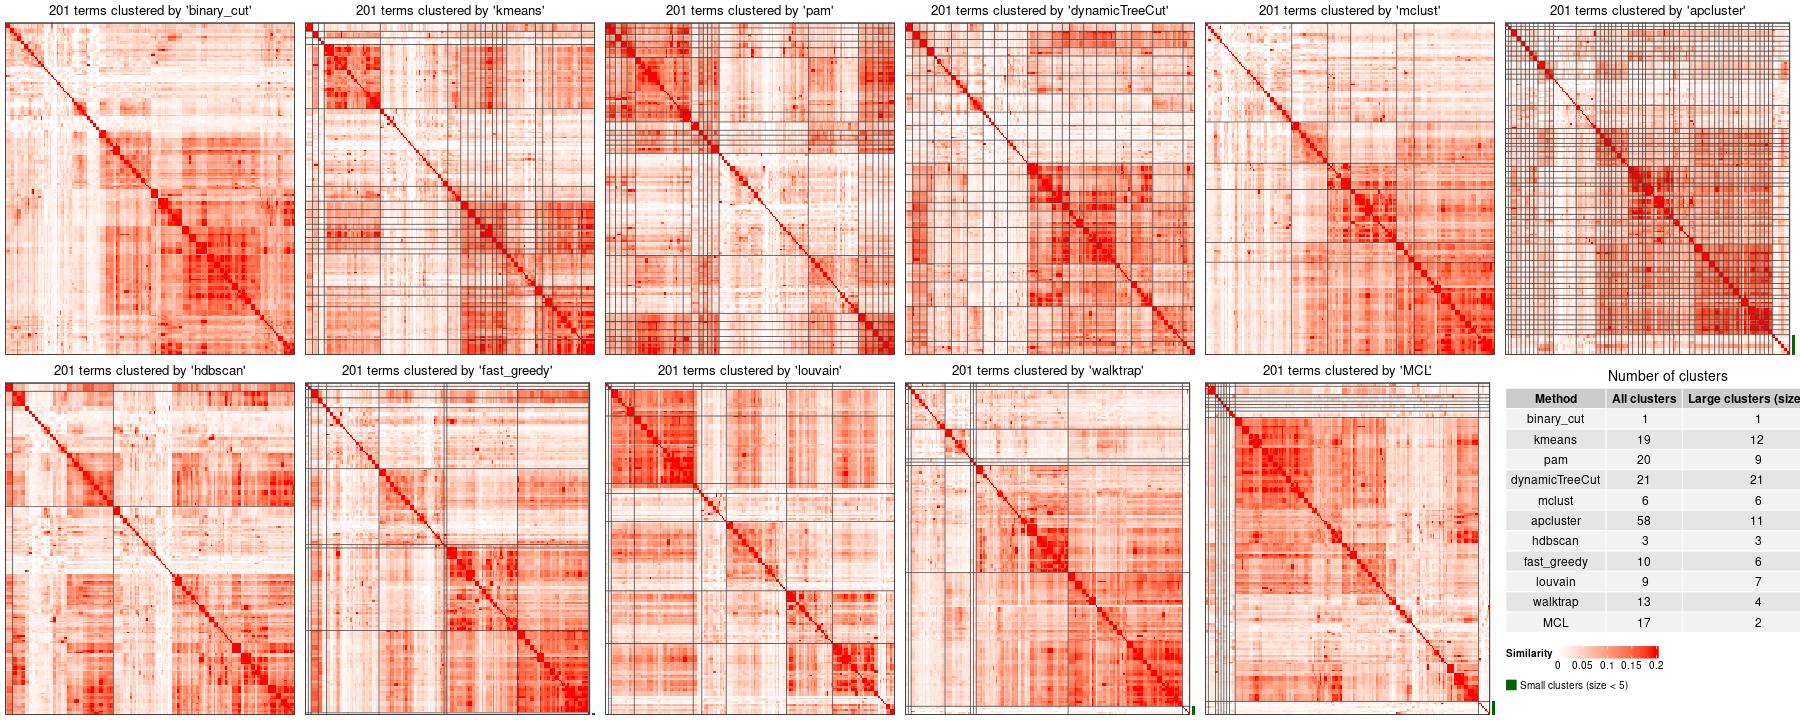 201 terms clustered by 'binary_cut'
201 terms clustered by 'kmeans'
201 terms clustered by 'pam'
201 terms clustered by 'dynamicTreeCut'
201 terms clustered by 'mclust'
201 terms clustered by 'apcluster'
201 terms clustered by 'hdbscan'
201 terms clustered by 'fast_greedy'
201 terms clustered by 'louvain'
201 terms clustered by 'walktrap'
201 terms clustered by 'MCL'
Number of clusters
Method All clusters Large clusters (size
binary_cut 1 1
kmeans 19 12
pam 20 9
dynamicTreeCut 21 21
mclust 6 6
apcluster 58 11
hdbscan 3 3
fast_greedy 10 6
louvain 9 7
walktrap 13 4
MCL 17 2
Similarity
0 0.05 0.1 0.15 0.2
Small clusters (size < 5)